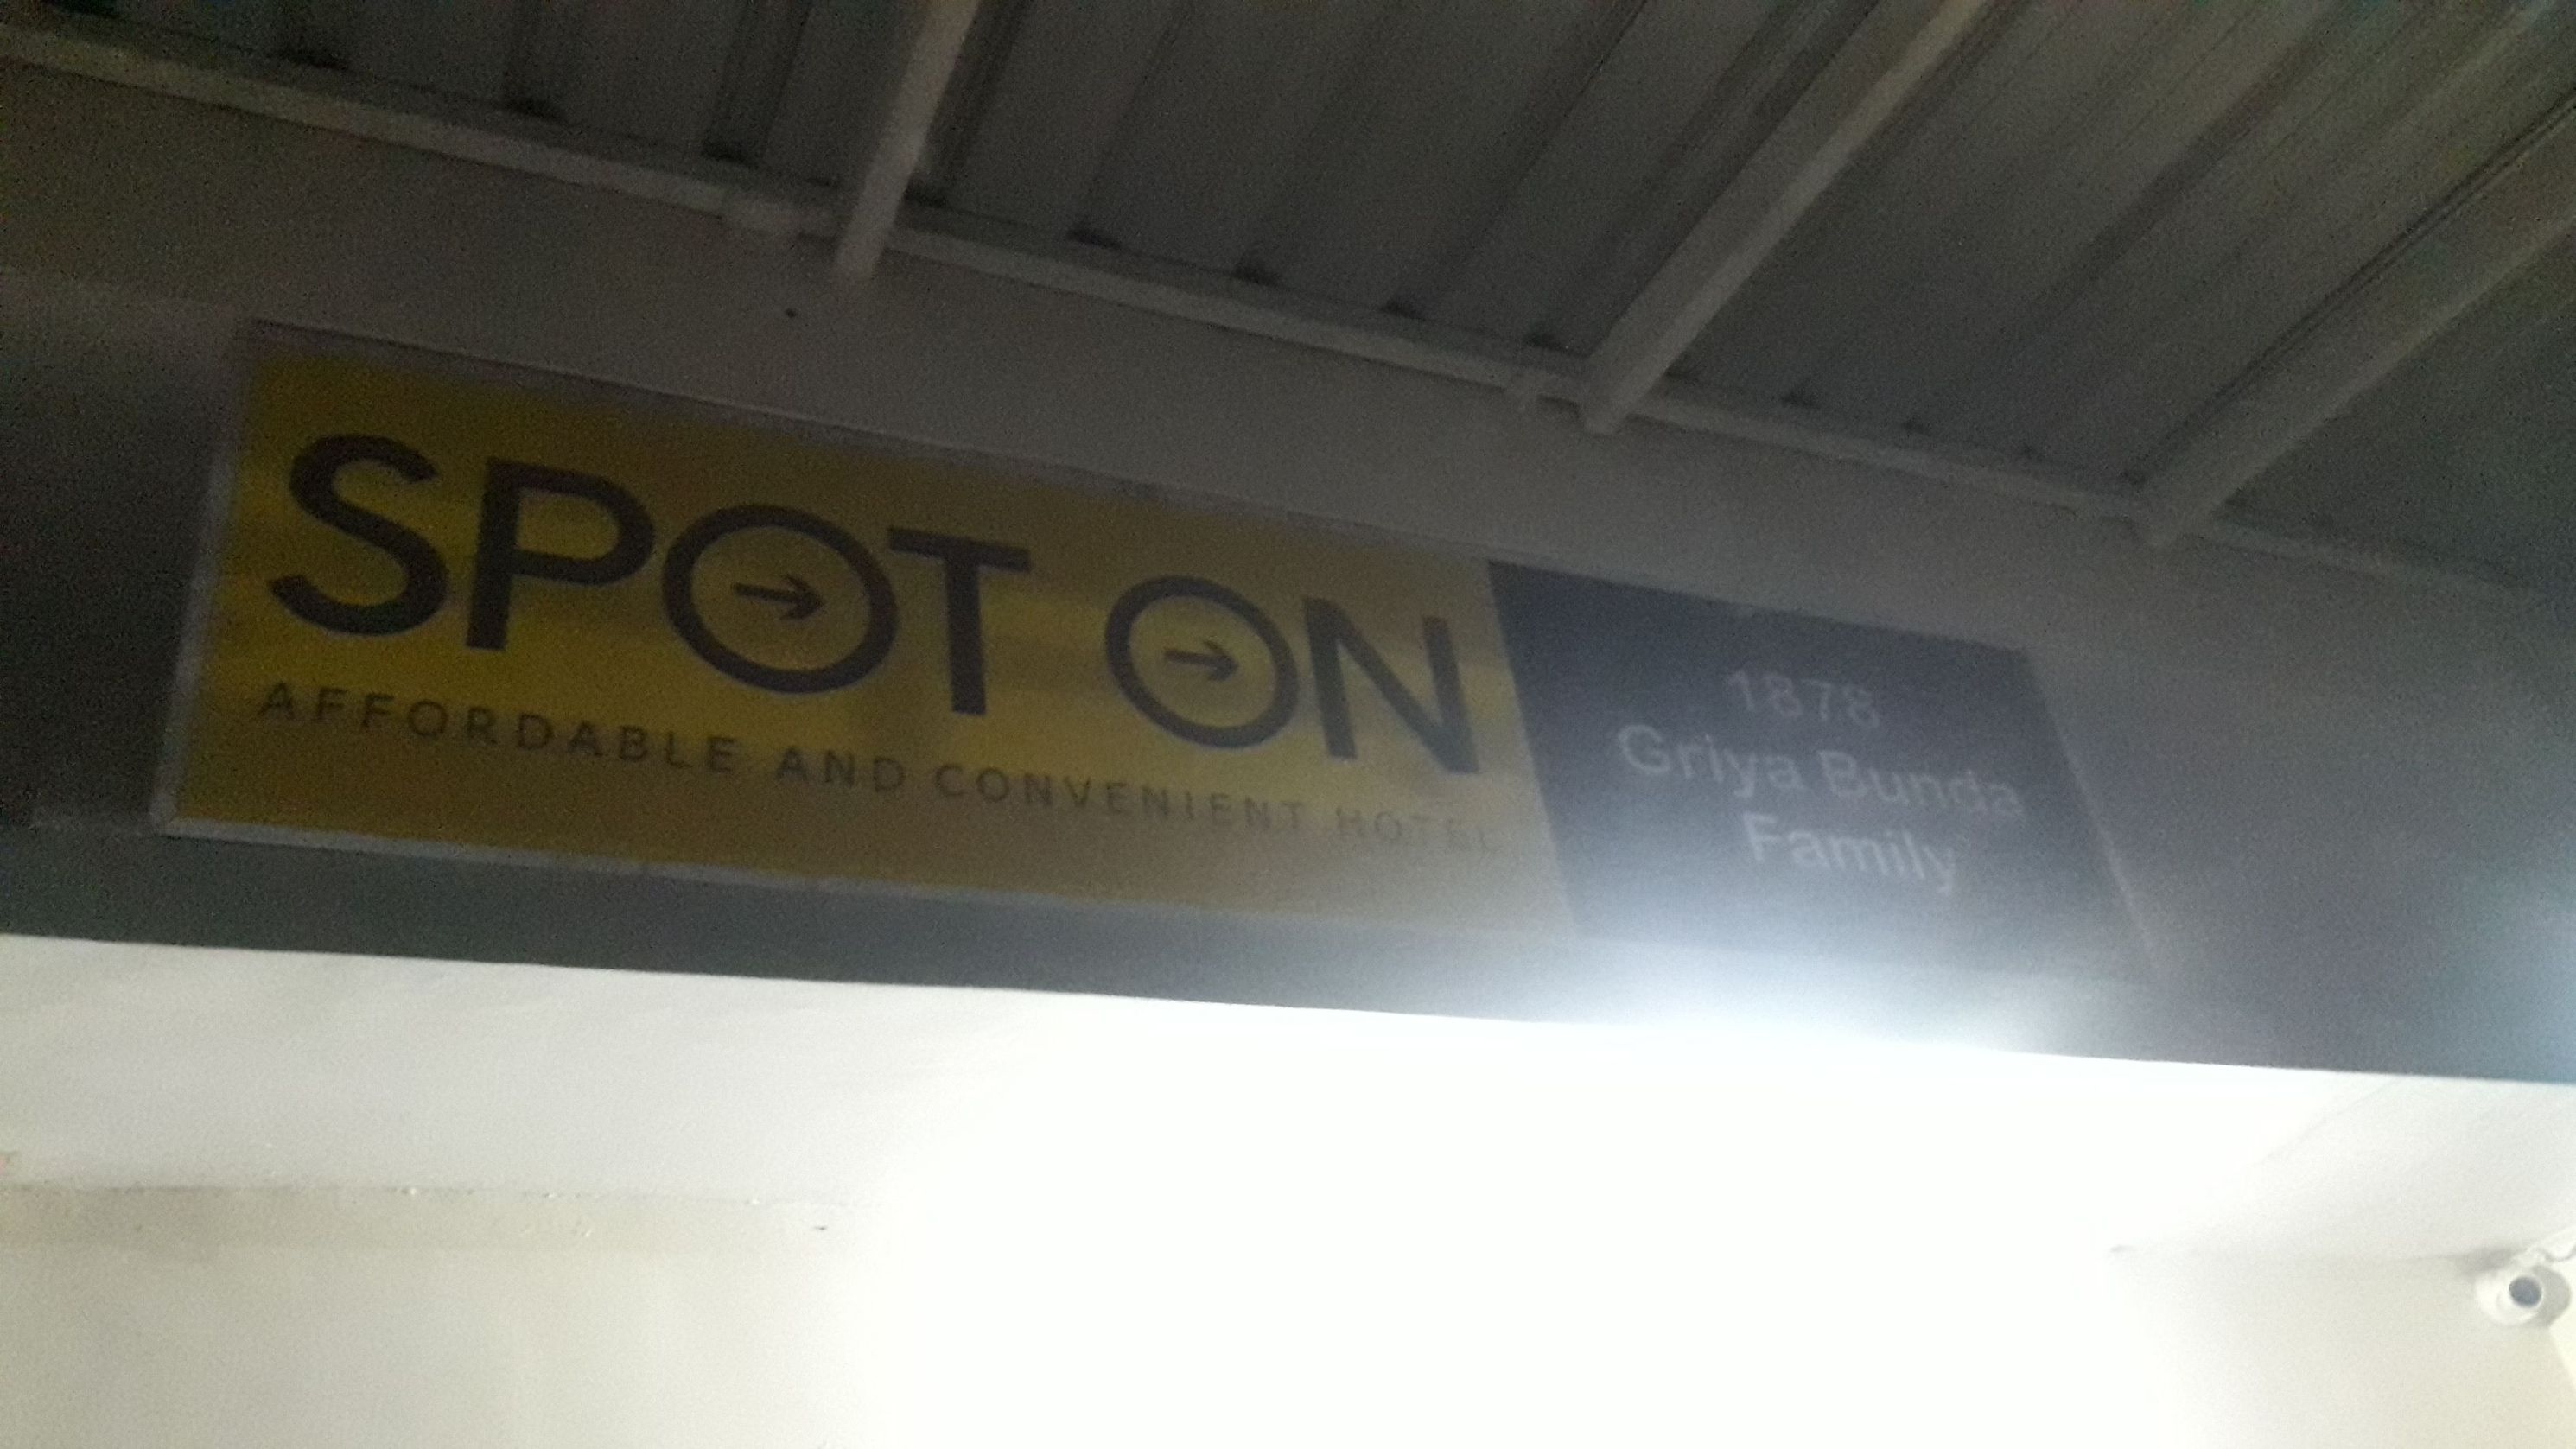 SPOT ON
AFFORDABLE AND CONVENIENT HOTEL
1878
Griya Bunda
Family